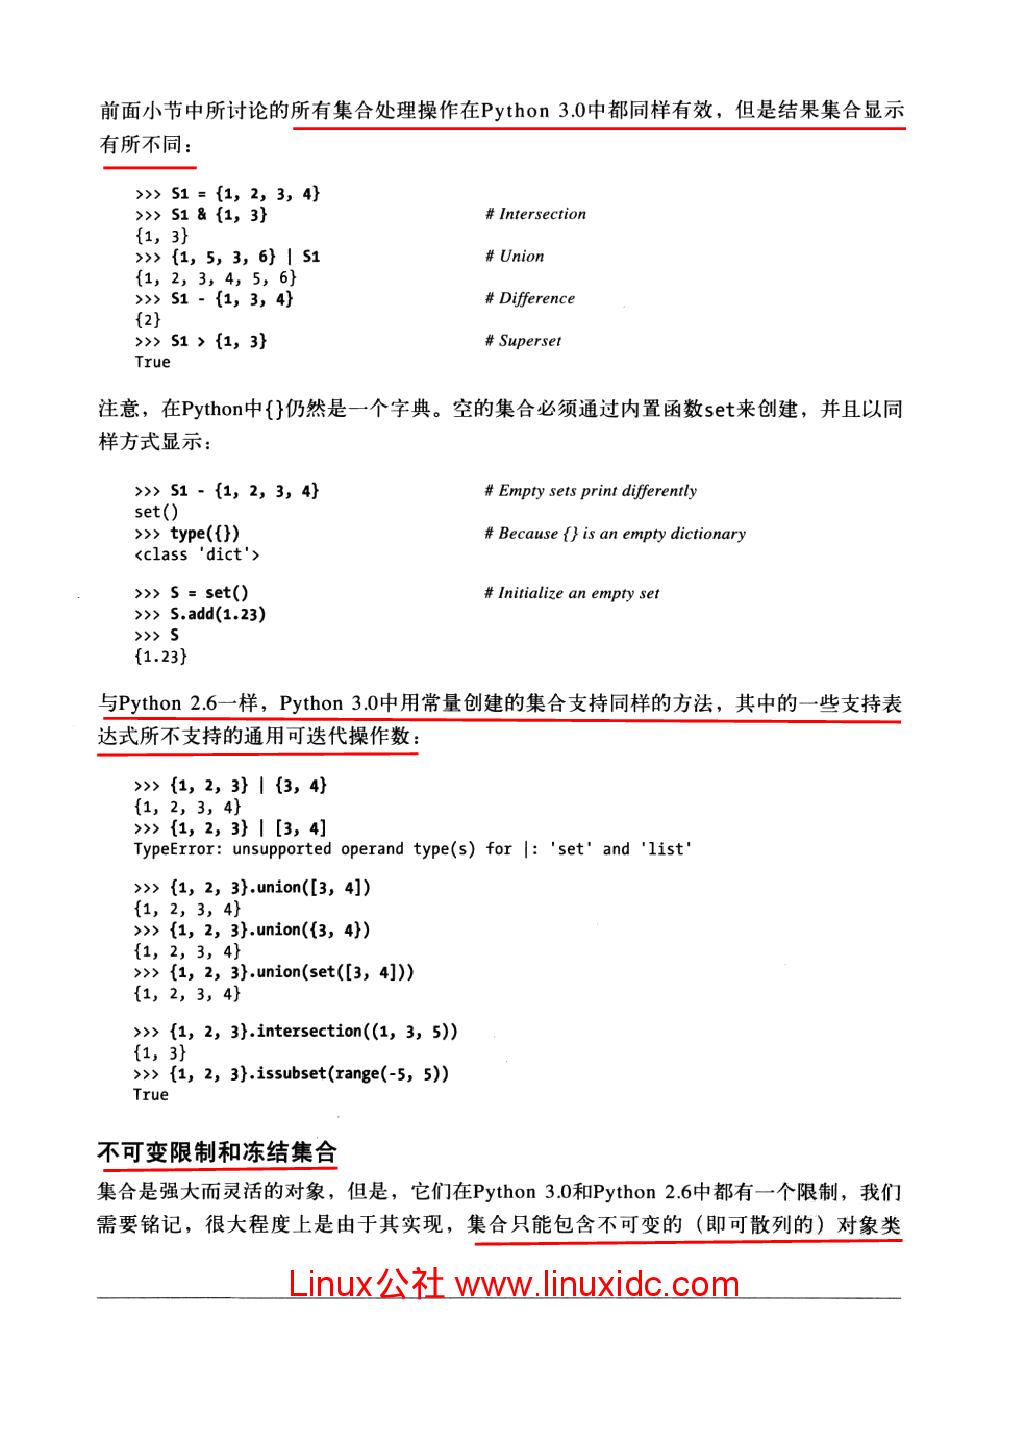 前面小节中所讨论的所有集合处理操作在Python 3.0中都同样有效，但是结果集合显示
有所不同：
>>> S1 = {1, 2, 3, 4}
>>> S1 & {1, 3} # Intersection
{1, 3}
>>> {1, 5, 3, 6} | S1 # Union
{1, 2, 3, 4, 5, 6}
>>> S1 - {1, 3, 4} # Difference
{2}
>>> S1 > {1, 3} # Superset
True
注意，在Python中{}仍然是一个字典。空的集合必须通过内置函数set来创建，并且以同
样方式显示：
>>> S1 - {1, 2, 3, 4} # Empty sets print differently
set()
>>> type({}) # Because {} is an empty dictionary
<class 'dict'>
>>> S = set() # Initialize an empty set
>>> S.add(1.23)
>>> S
{1.23}
与Python 2.6一样，Python 3.0中用常量创建的集合支持同样的方法，其中的一些支持表
达式所不支持的通用可迭代操作数：
>>> {1, 2, 3} | {3, 4}
{1, 2, 3, 4}
>>> {1, 2, 3} | [3, 4]
TypeError: unsupported operand type(s) for |: 'set' and 'list'
>>> {1, 2, 3}.union([3, 4])
{1, 2, 3, 4}
>>> {1, 2, 3}.union({3, 4})
{1, 2, 3, 4}
>>> {1, 2, 3}.union(set([3, 4]))
{1, 2, 3, 4}
>>> {1, 2, 3}.intersection((1, 3, 5))
{1, 3}
>>> {1, 2, 3}.issubset(range(-5, 5))
True
不可变限制和冻结集合
集合是强大而灵活的对象，但是，它们在Python 3.0和Python 2.6中都有一个限制，我们
需要铭记，很大程度上是由于其实现，集合只能包含不可变的（即可散列的）对象类
Linux公社 www.linuxidc.com